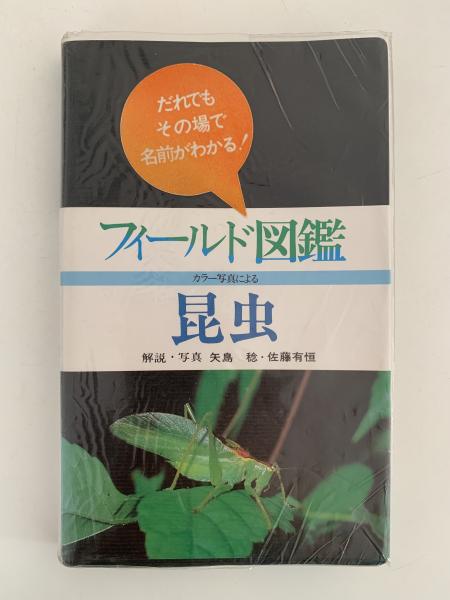 だれでも
その場で
名前がわかる!
フィールド図鑑
カラー写真による
昆虫
解説・写真 矢島 稔・佐藤有恒